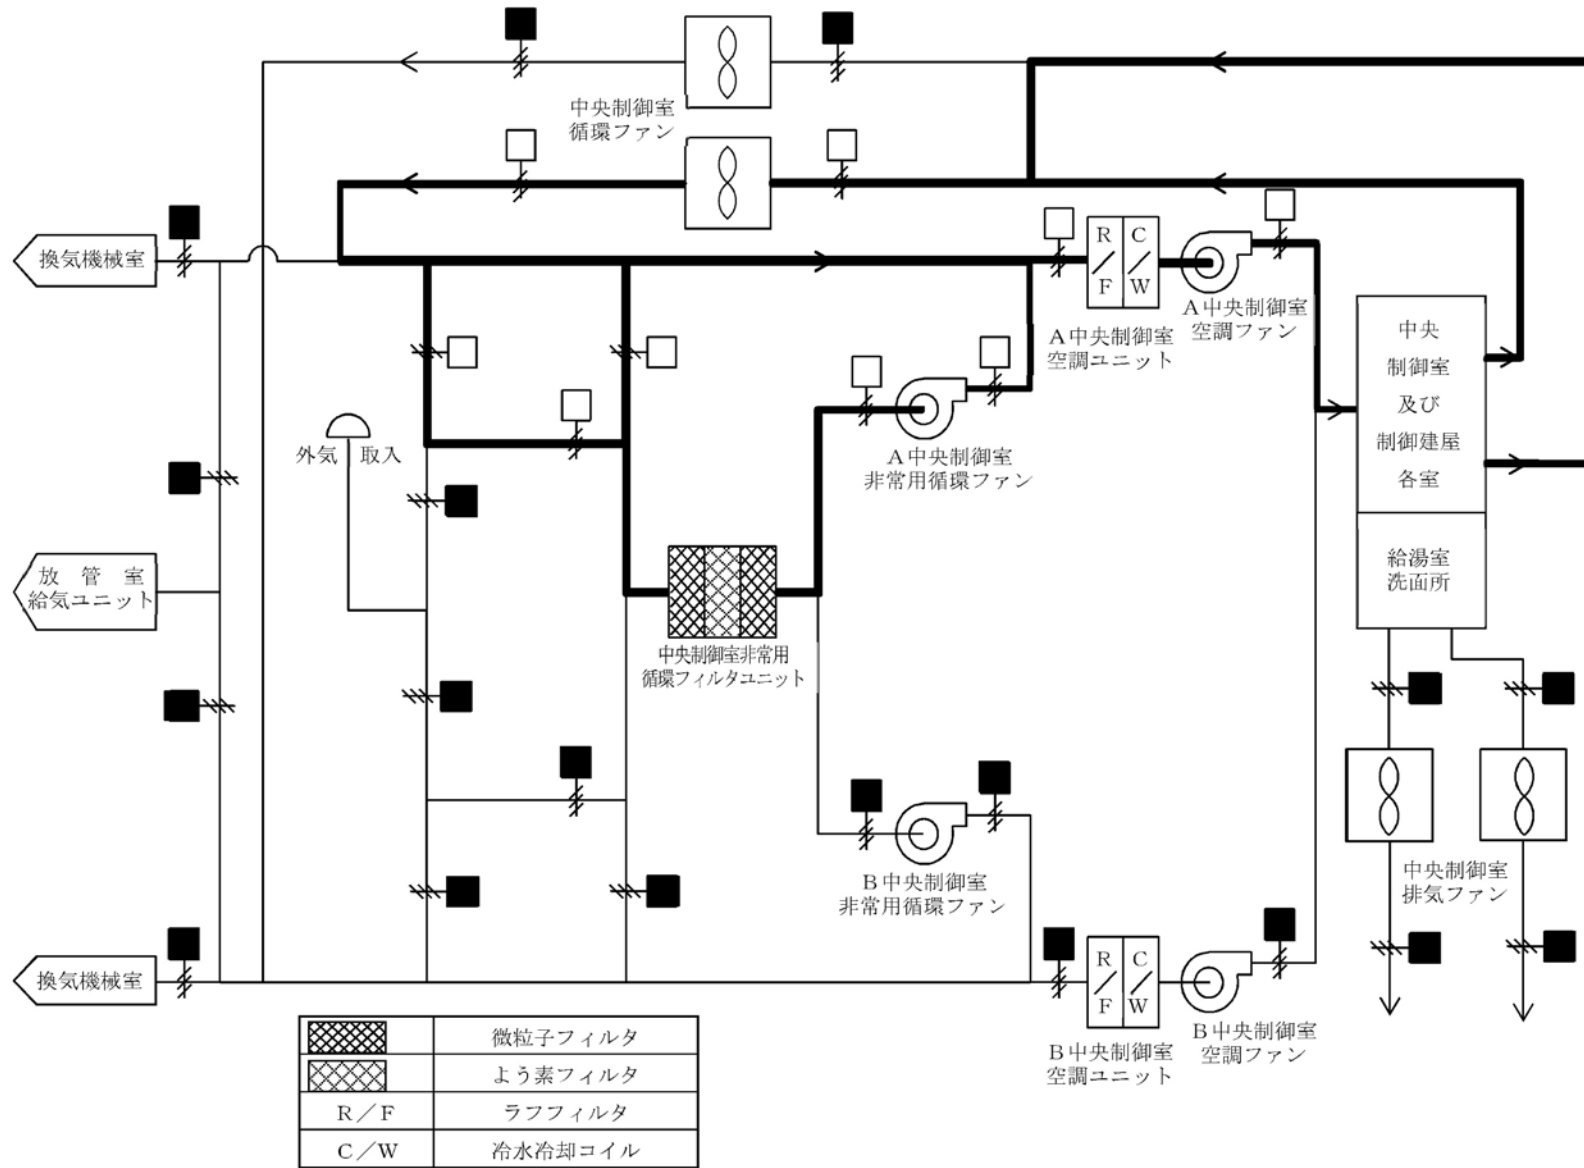 中央制御室
循環ファン
換気機械室
R/F
C/W
A中央制御室
空調ユニット
A中央制御室
空調ファン
中央
制御室
及び
制御建屋
各室
給湯室
洗面所
外気 取入
A中央制御室
非常用循環ファン
放管室
給気ユニット
中央制御室非常用
循環フィルタユニット
B中央制御室
非常用循環ファン
中央制御室
排気ファン
換気機械室
R/F
C/W
B中央制御室
空調ユニット
B中央制御室
空調ファン
微粒子フィルタ
よう素フィルタ
R/F ラフフィルタ
C/W 冷水冷却コイル